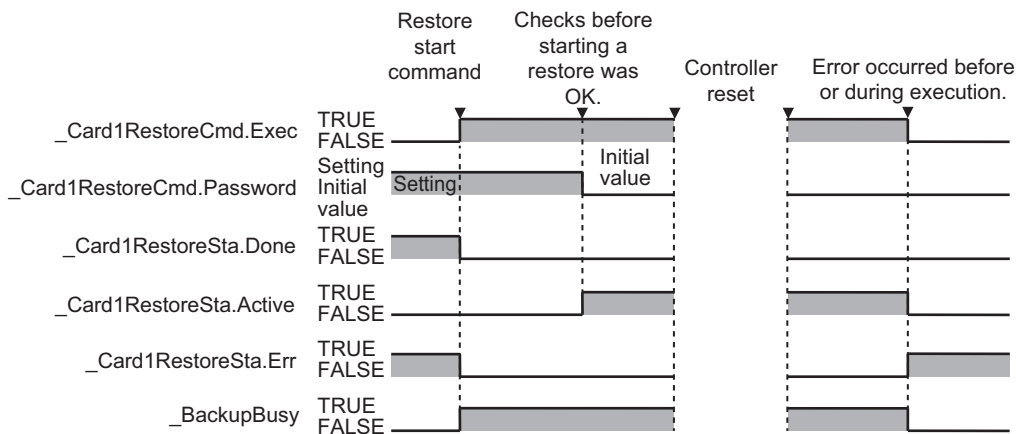 Restore
start
command
Checks before
starting a
restore was
OK.
Controller
reset
Error occurred before
or during execution.
_Card1RestoreCmd.Exec
TRUE
FALSE
_Card1RestoreCmd.Password
Setting
Initial
value
Setting
Initial
value
_Card1RestoreSta.Done
TRUE
FALSE
_Card1RestoreSta.Active
TRUE
FALSE
_Card1RestoreSta.Err
TRUE
FALSE
_BackupBusy
TRUE
FALSE